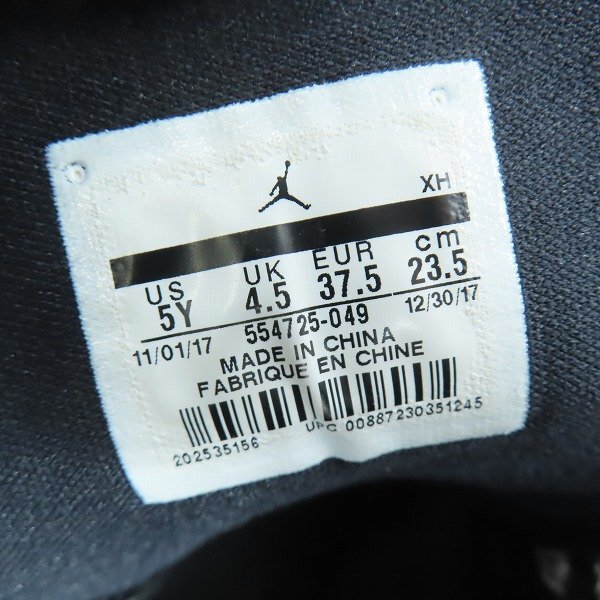 XH
US UK EUR cm
5Y 4.5 37.5 23.5
11/01/17 554725-049 12/30/17
MADE IN CHINA
FABRIQUE EN CHINE
202535156 UPC 00887230351245